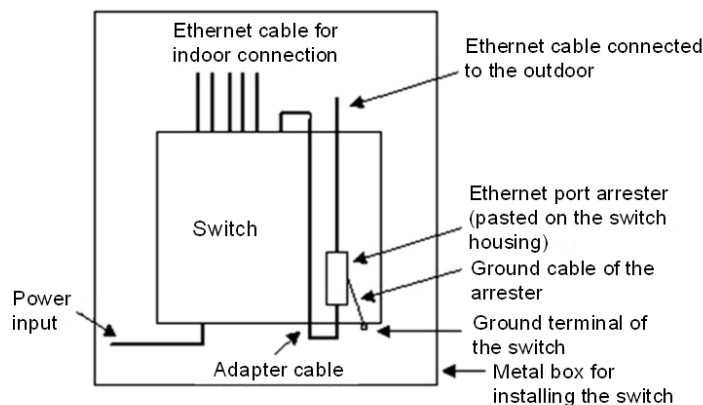 Ethernet cable for
indoor connection
Ethernet cable connected
to the outdoor
Switch
Ethernet port arrester
(pasted on the switch
housing)
Ground cable of the
arrester
Power
input
Ground terminal of
the switch
Adapter cable
Metal box for
installing the switch